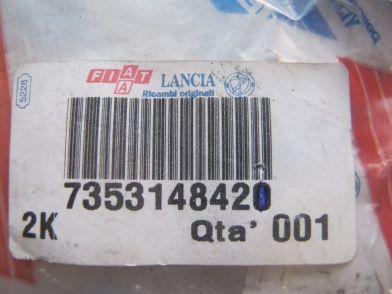 5228
FIAT LANCIA
Ricambi originali
7353148420
2K Qta' 001